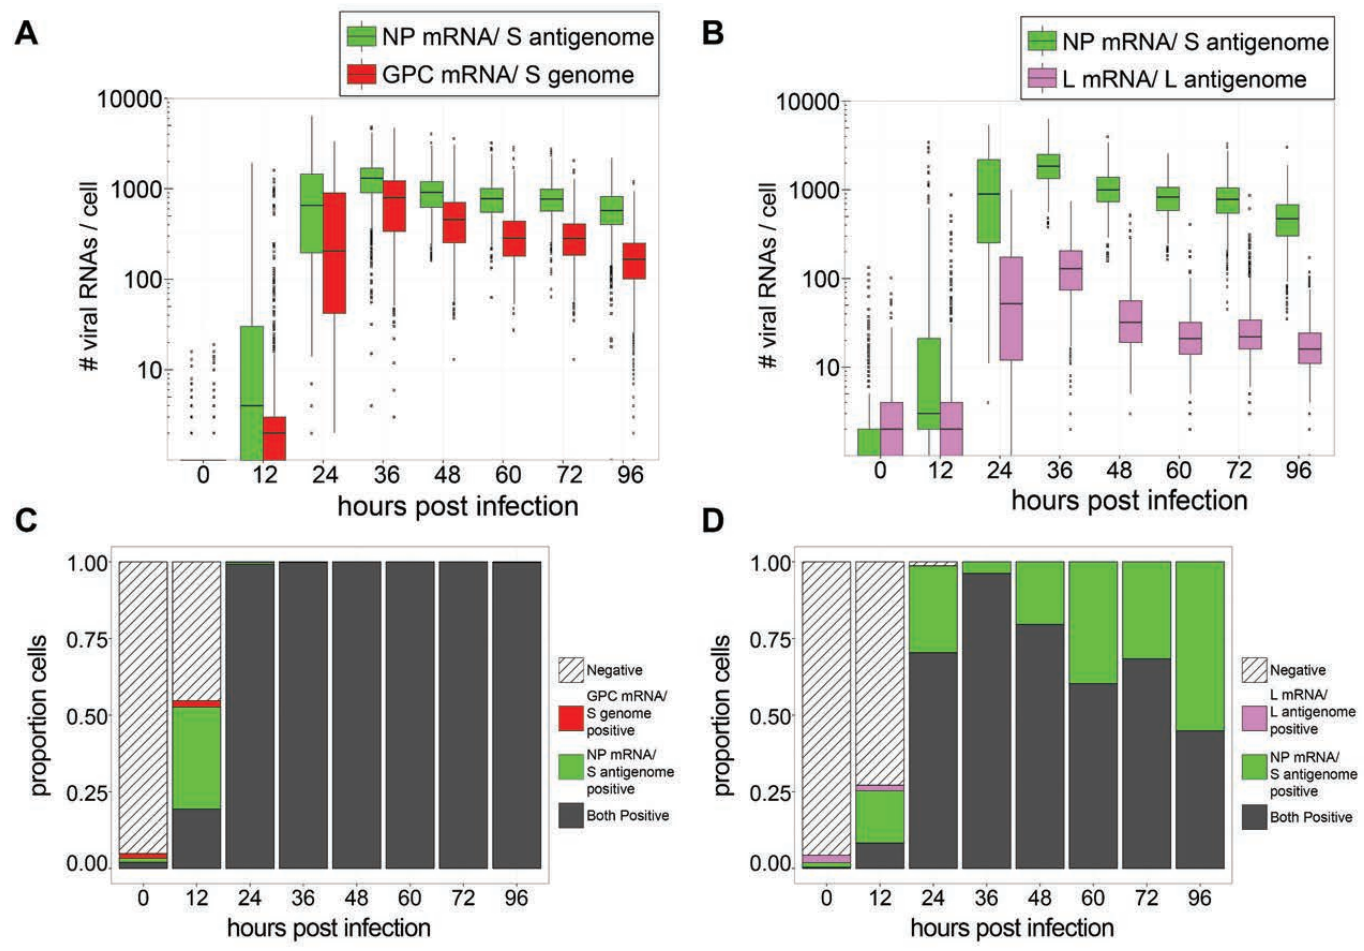 A
NP mRNA/ S antigenome
GPC mRNA/ S genome
10000
1000
100
10
# viral RNAs / cell
0 12 24 36 48 60 72 96
hours post infection
B
NP mRNA/ S antigenome
L mRNA/ L antigenome
10000
1000
100
10
# viral RNAs / cell
0 12 24 36 48 60 72 96
hours post infection
C
1.00
0.75
0.50
0.25
0.00
proportion cells
0 12 24 36 48 60 72 96
hours post infection
Negative
GPC mRNA/
S genome
positive
NP mRNA/
S antigenome
positive
Both Positive
D
1.00
0.75
0.50
0.25
0.00
proportion cells
0 12 24 36 48 60 72 96
hours post infection
Negative
L mRNA/
L antigenome
positive
NP mRNA/
S antigenome
positive
Both Positive